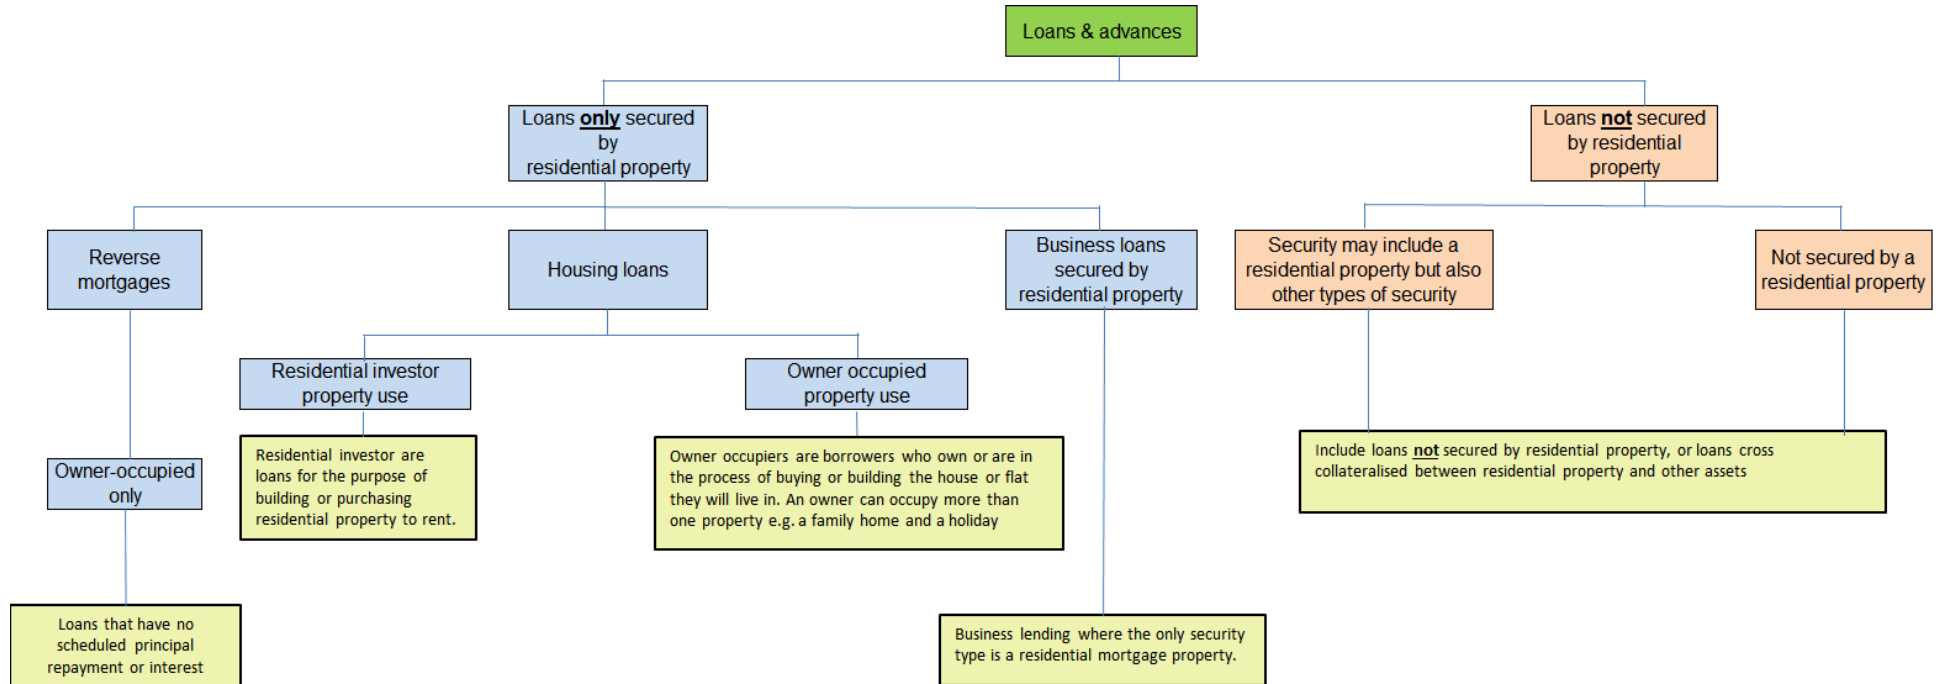 Loans & advances
Loans only secured
by
residential property
Loans not secured
by residential
property
Reverse
mortgages
Housing loans
Business loans
secured by
residential property
Security may include a
residential property but also
other types of security
Not secured by a
residential property
Residential investor
property use
Owner occupied
property use
Residential investor are
loans for the purpose of
building or purchasing
residential property to rent.
Owner occupiers are borrowers who own or are in
the process of buying or building the house or flat
they will live in. An owner can occupy more than
one property e.g. a family home and a holiday
Include loans not secured by residential property, or loans cross
collateralised between residential property and other assets
Owner-occupied
only
Loans that have no
scheduled principal
repayment or interest
Business lending where the only security
type is a residential mortgage property.